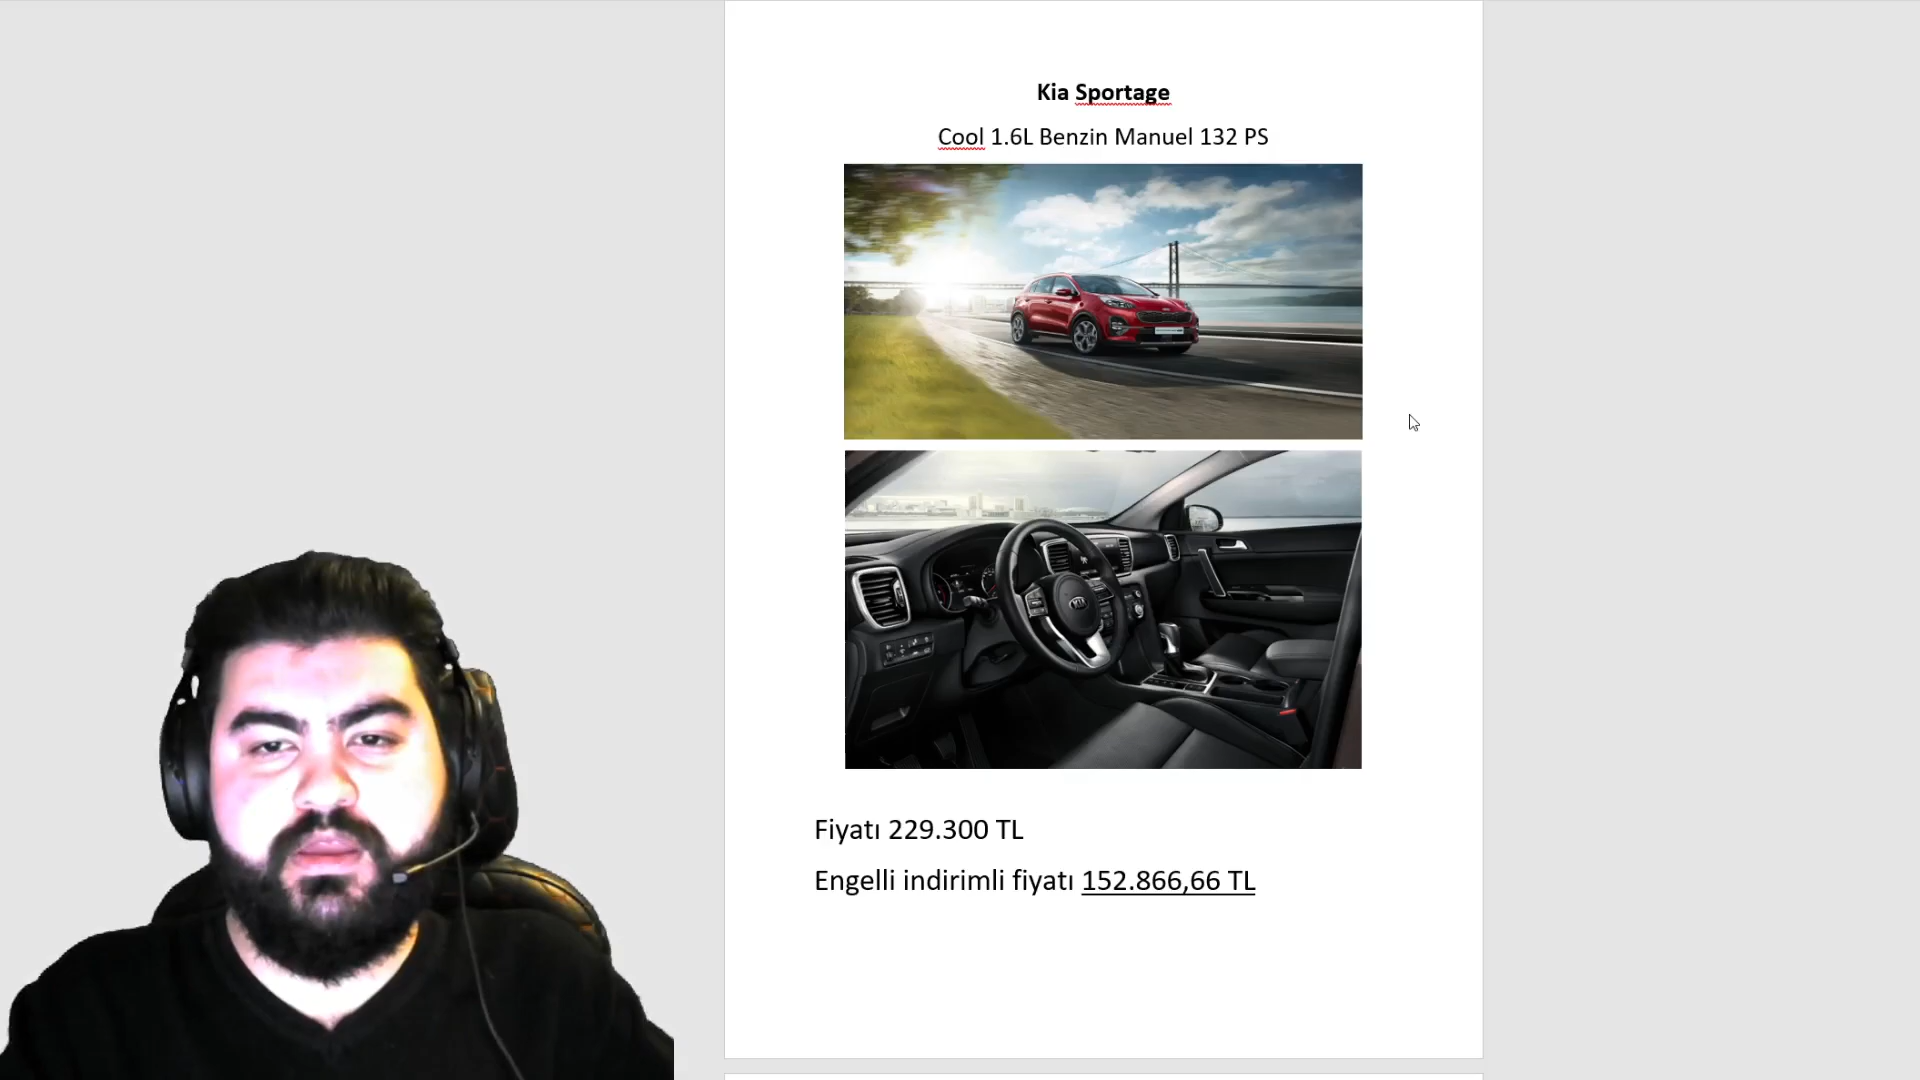 Kia Sportage
Cool 1.6L Benzin Manuel 132 PS
Fiyatı 229.300 TL
Engelli indirimli fiyatı 152.866,66 TL